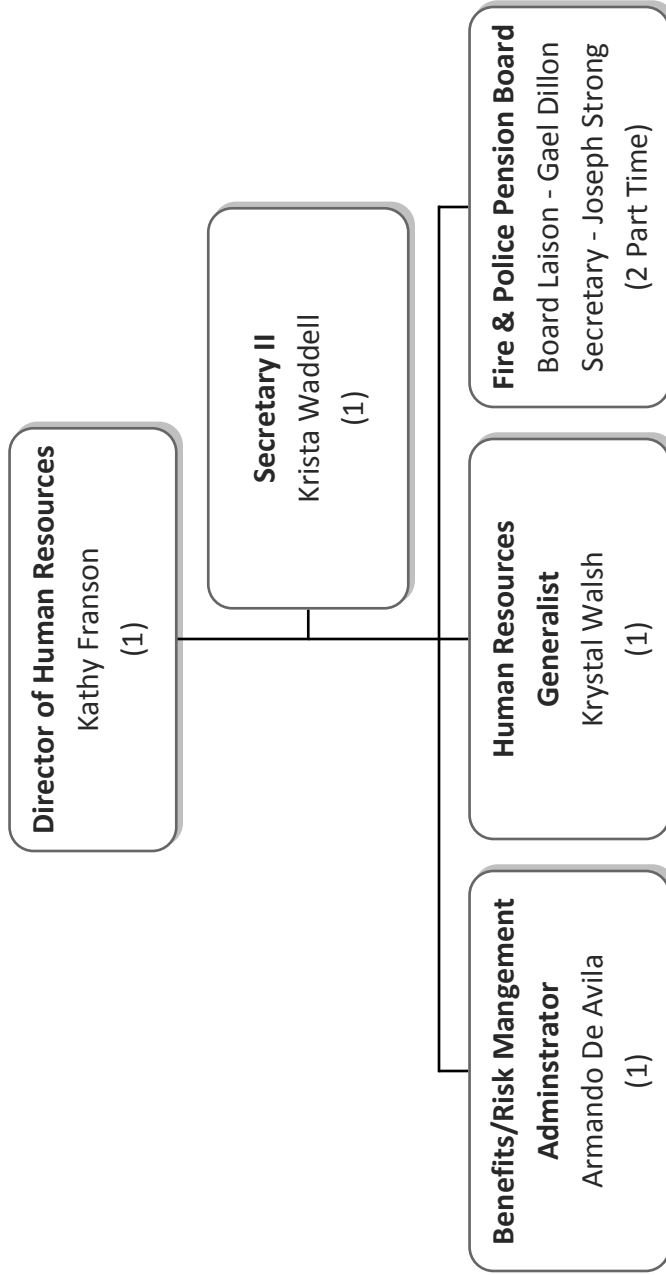 Director of Human Resources
Kathy Franson
(1)
Secretary II
Krista Waddell
(1)
Benefits/Risk Mangement
Adminstrator
Armando De Avila
(1)
Human Resources
Generalist
Krystal Walsh
(1)
Fire & Police Pension Board
Board Laison - Gael Dillon
Secretary - Joseph Strong
(2 Part Time)